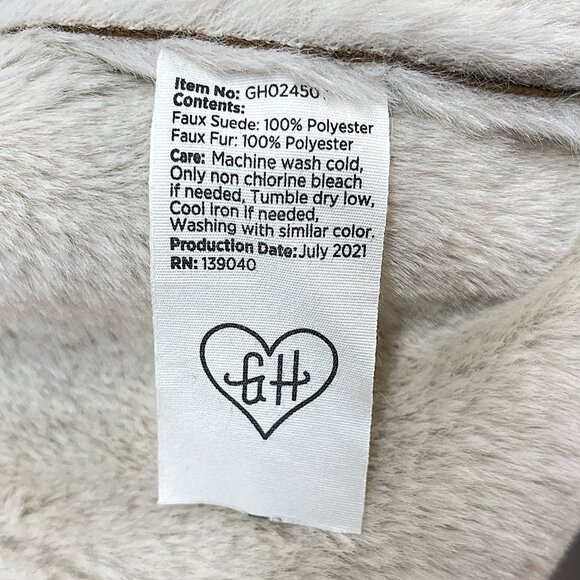 Item No: GH02450
Contents:
Faux Suede: 100% Polyester
Faux Fur: 100% Polyester
Care: Machine wash cold,
Only non chlorine bleach
if needed, Tumble dry low,
Cool iron if needed,
Washing with similar color.
Production Date: July 2021
RN: 139040
GH